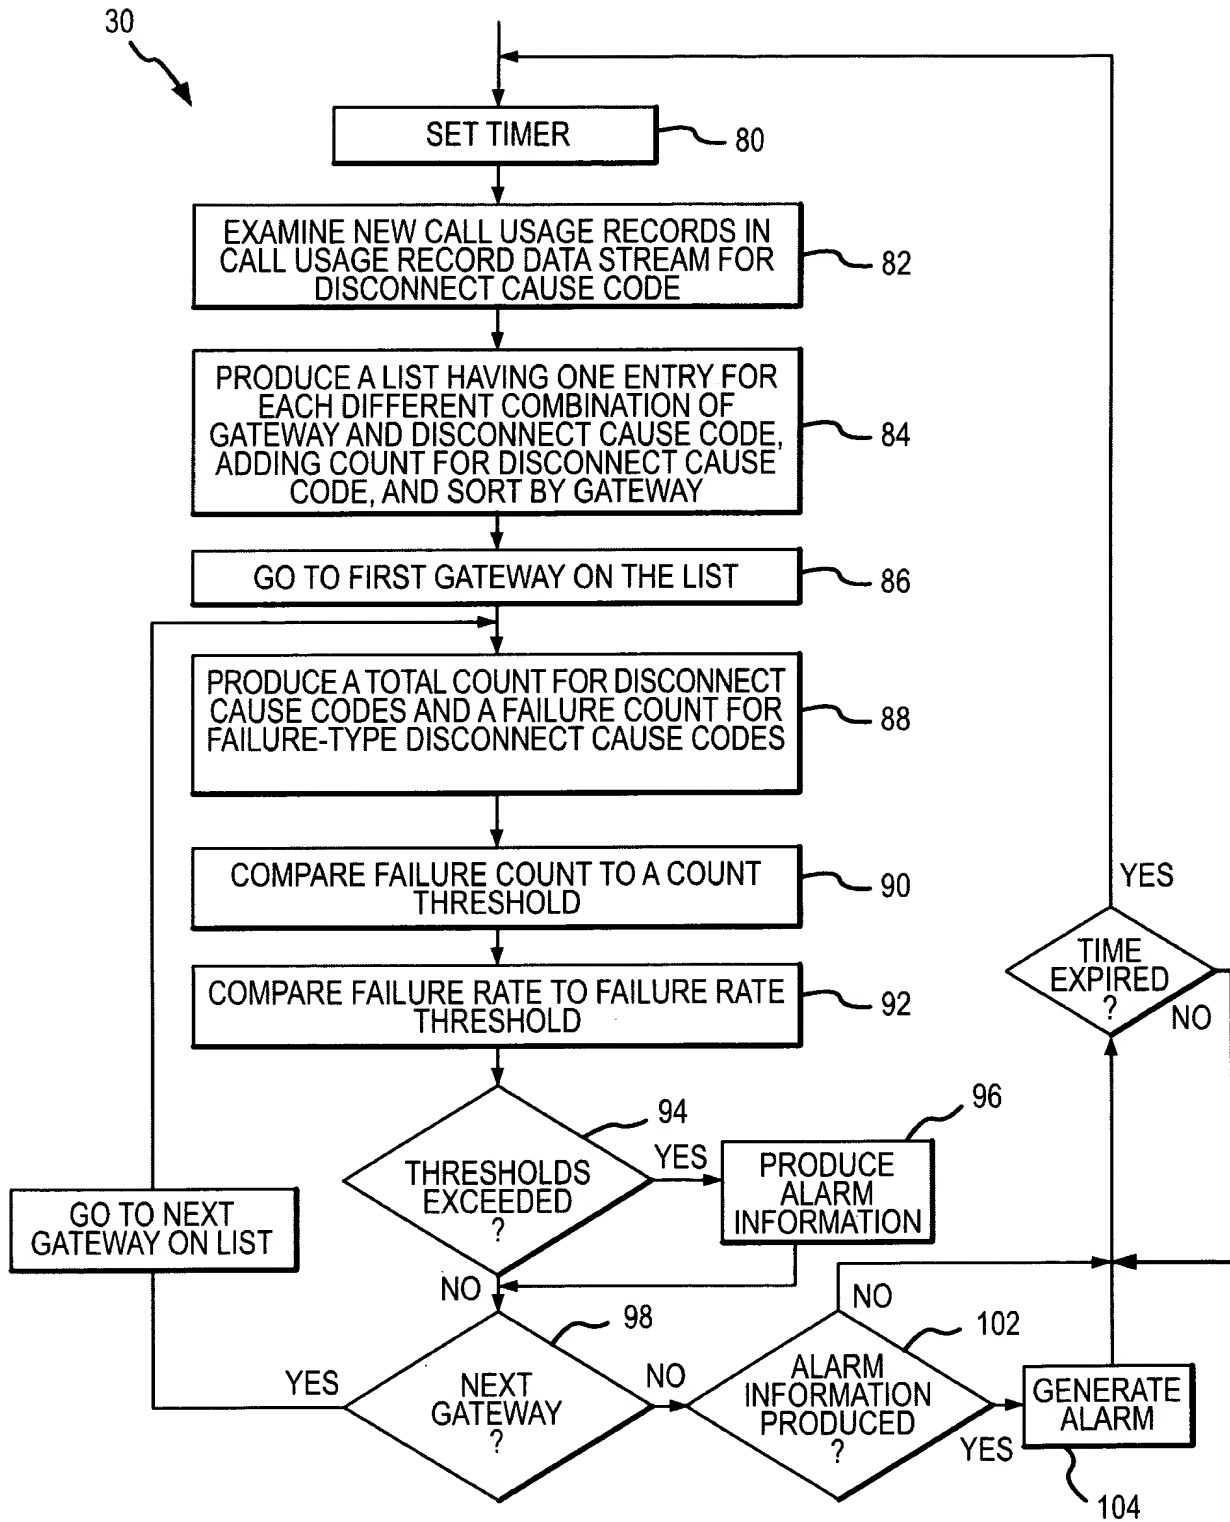 30
SET TIMER
80
EXAMINE NEW CALL USAGE RECORDS IN
CALL USAGE RECORD DATA STREAM FOR
DISCONNECT CAUSE CODE
82
PRODUCE A LIST HAVING ONE ENTRY FOR
EACH DIFFERENT COMBINATION OF
GATEWAY AND DISCONNECT CAUSE CODE,
ADDING COUNT FOR DISCONNECT CAUSE
CODE, AND SORT BY GATEWAY
84
GO TO FIRST GATEWAY ON THE LIST
86
PRODUCE A TOTAL COUNT FOR DISCONNECT
CAUSE CODES AND A FAILURE COUNT FOR
FAILURE-TYPE DISCONNECT CAUSE CODES
88
COMPARE FAILURE COUNT TO A COUNT
THRESHOLD
90
COMPARE FAILURE RATE TO FAILURE RATE
THRESHOLD
92
YES
TIME
EXPIRED
?
NO
THRESHOLDS
EXCEEDED
?
94
YES
PRODUCE
ALARM
INFORMATION
96
GO TO NEXT
GATEWAY ON LIST
NO
YES
NEXT
GATEWAY
?
98
NO
ALARM
INFORMATION
PRODUCED
?
102
NO
YES
GENERATE
ALARM
104